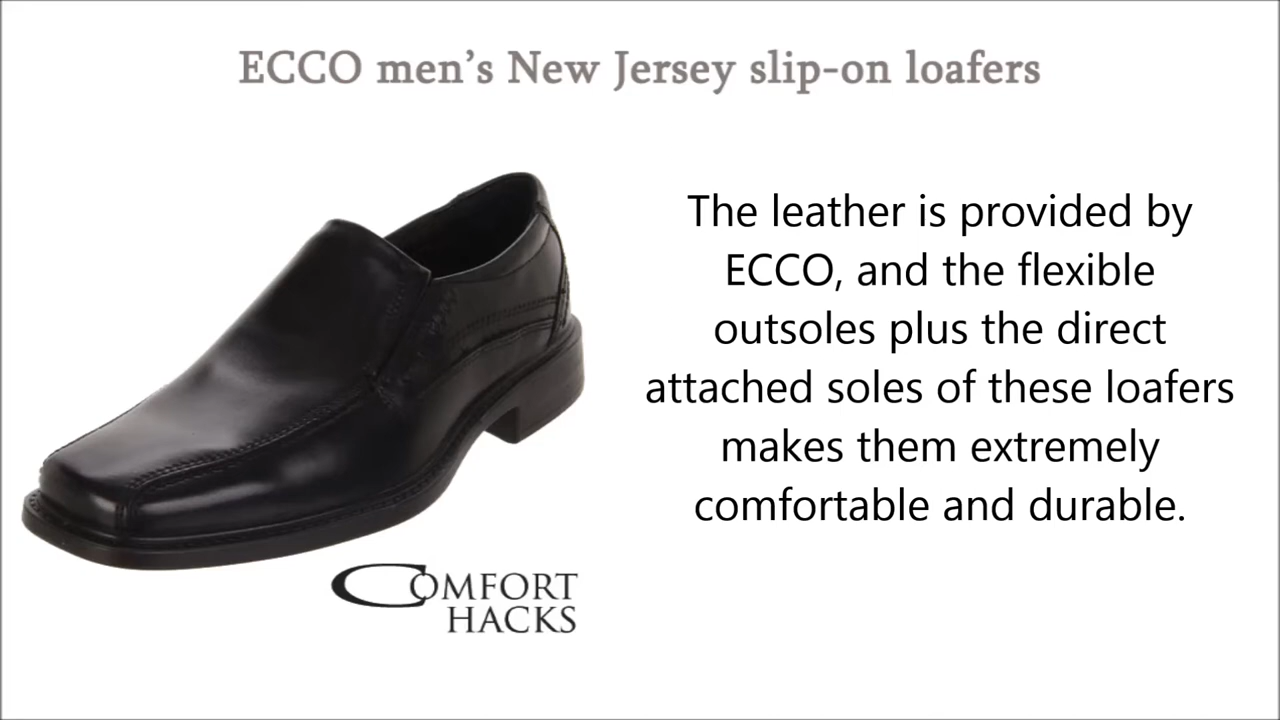 ECCO men’s New Jersey slip-on loafers
The leather is provided by
ECCO, and the flexible
outsoles plus the direct
attached soles of these loafers
makes them extremely
comfortable and durable.
COMFORT
HACKS